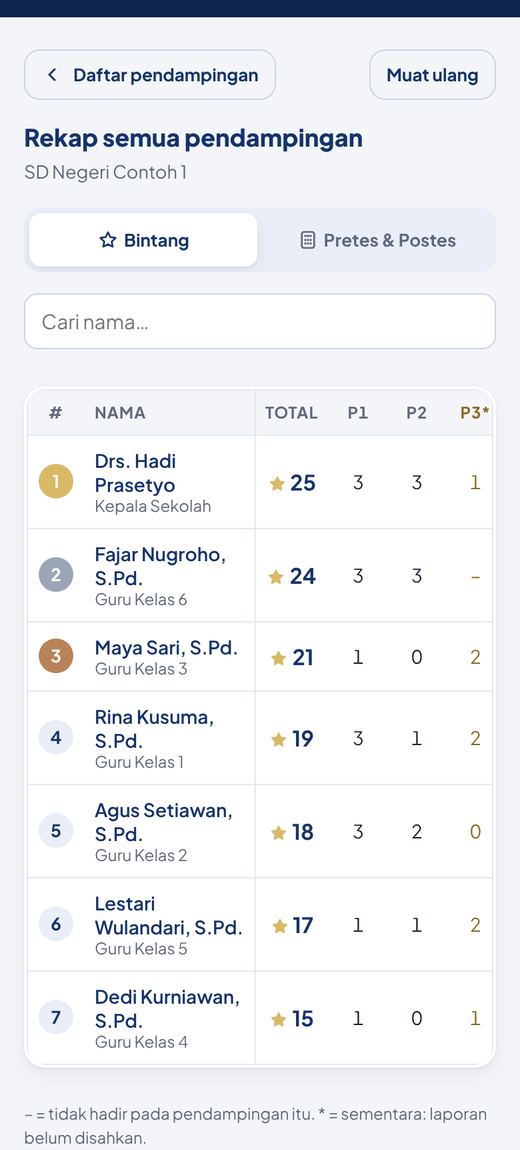 Daftar pendampingan
Muat ulang
Rekap semua pendampingan
SD Negeri Contoh 1
Bintang
Pretes & Postes
Cari nama...
# NAMA TOTAL P1 P2 P3*
1 Drs. Hadi Prasetyo 25 3 3 1
Kepala Sekolah
2 Fajar Nugroho, S.Pd. 24 3 3 –
Guru Kelas 6
3 Maya Sari, S.Pd. 21 1 0 2
Guru Kelas 3
4 Rina Kusuma, S.Pd. 19 3 1 2
Guru Kelas 1
5 Agus Setiawan, S.Pd. 18 3 2 0
Guru Kelas 2
6 Lestari Wulandari, S.Pd. 17 1 1 2
Guru Kelas 5
7 Dedi Kurniawan, S.Pd. 15 1 0 1
Guru Kelas 4
– = tidak hadir pada pendampingan itu. * = sementara: laporan
belum disahkan.